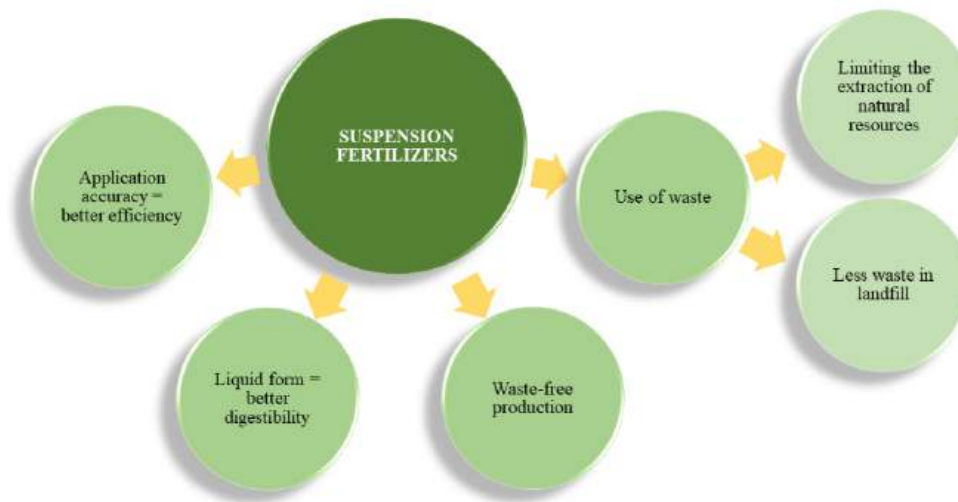 SUSPENSION
FERTILIZERS
Application
accuracy =
better efficiency
Liquid form =
better
digestibility
Waste-free
production
Use of waste
Limiting the
extraction of
natural
resources
Less waste in
landfill